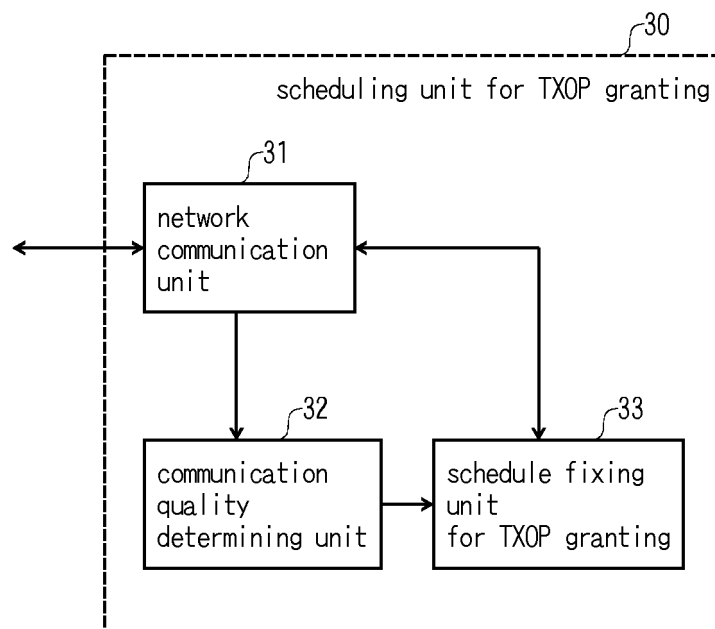 30
scheduling unit for TXOP granting
31
network
communication
unit
32
communication
quality
determining unit
33
schedule fixing
unit
for TXOP granting